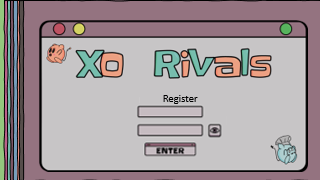 Xo Rivals
Register
ENTER